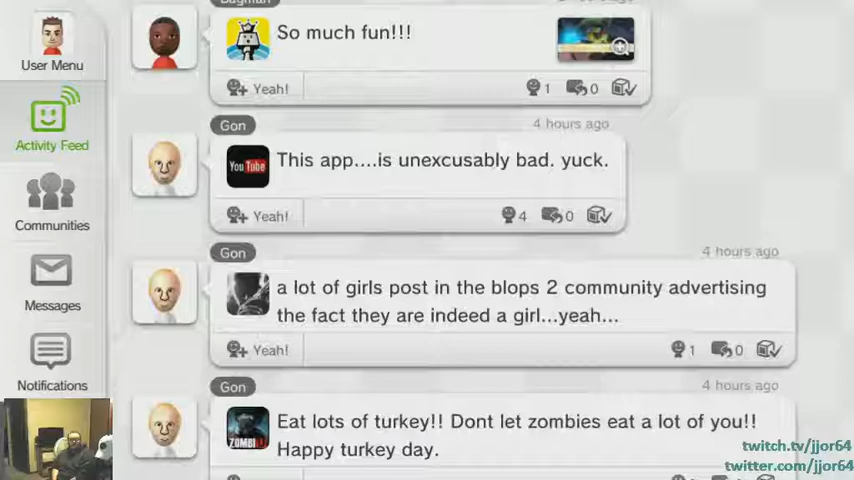 Bugman
So much fun!!!
User Menu
Yeah!
1
0
Activity Feed
Gon
4 hours ago
YouTube
This app....is unexcusably bad. yuck.
Yeah!
4
0
Communities
Gon
4 hours ago
a lot of girls post in the blops 2 community advertising
the fact they are indeed a girl...yeah...
Messages
Yeah!
1
0
Notifications
Gon
4 hours ago
Eat lots of turkey!! Dont let zombies eat a lot of you!!
Happy turkey day.
ZOMBI
twitch.tv/jjor64
twitter.com/jjor64